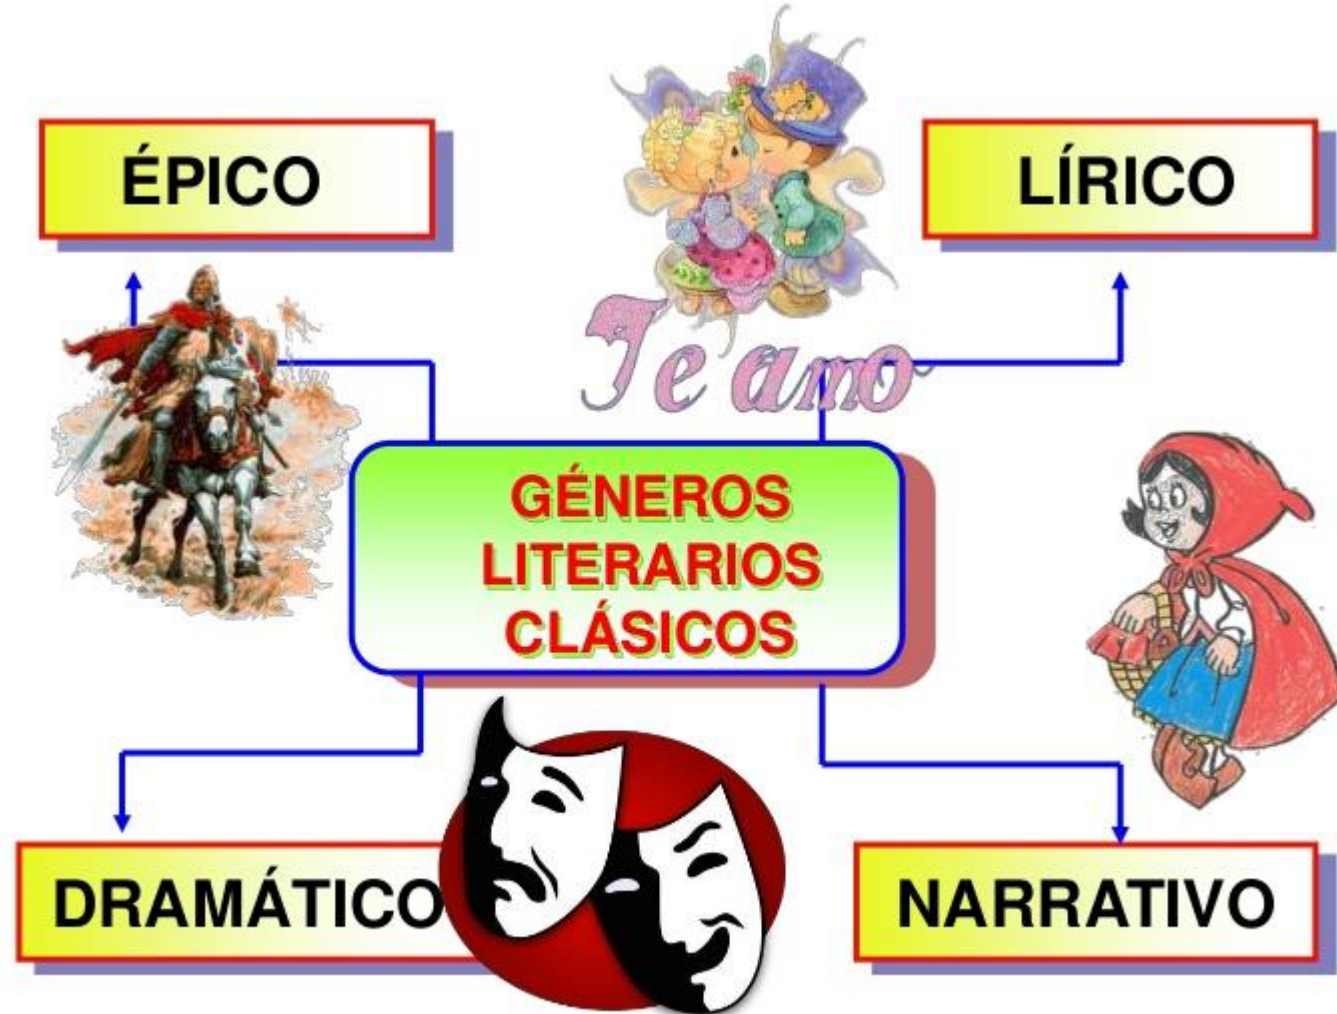 ÉPICO
LÍRICO
Te amo
GÉNEROS
LITERARIOS
CLÁSICOS
DRAMÁTICO
NARRATIVO